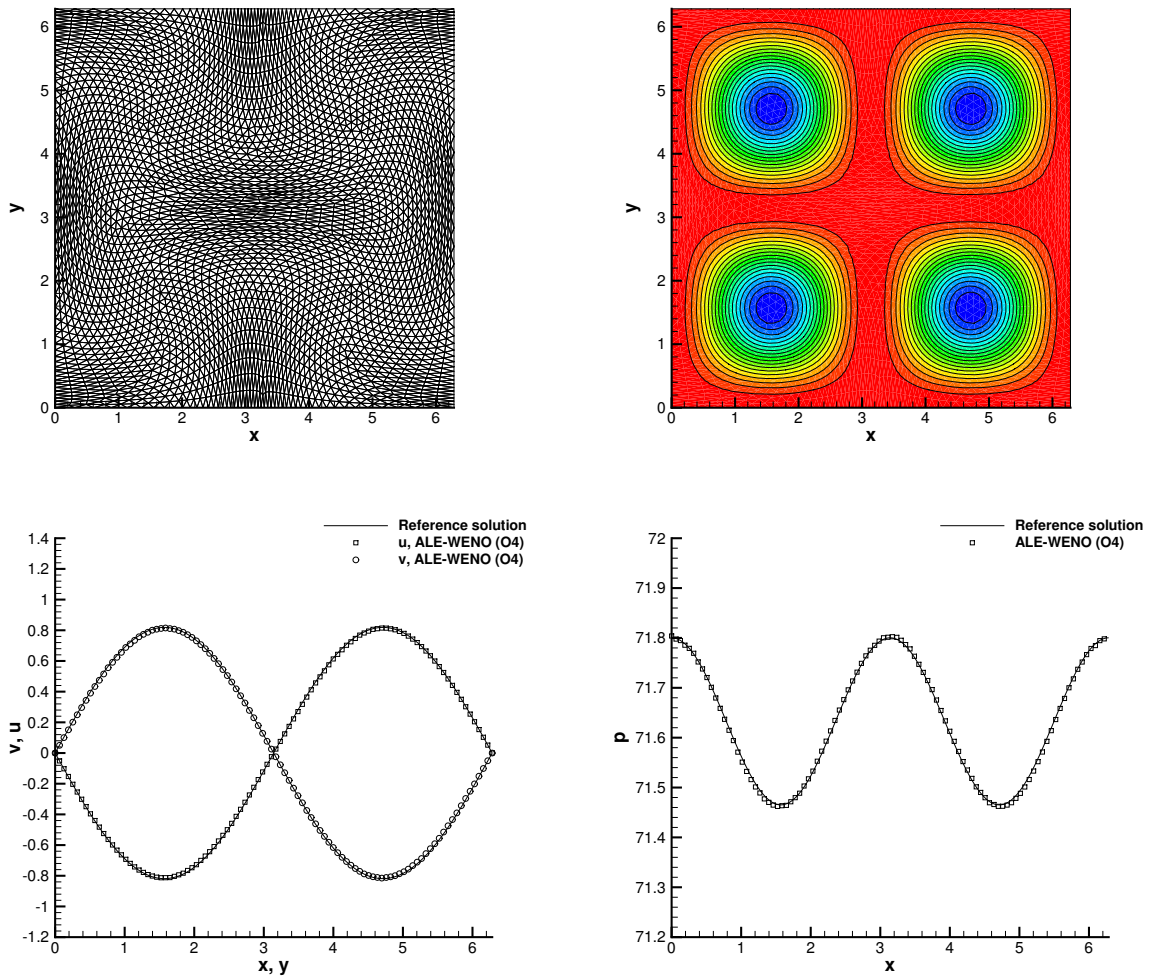 6
5
4
3
2
1
0
y
0 1 2 3 4 5 6
x
6
5
4
3
2
1
0
y
0 1 2 3 4 5 6
x
Reference solution
u, ALE-WENO (O4)
v, ALE-WENO (O4)
1.4
1.2
1
0.8
0.6
0.4
0.2
0
-0.2
-0.4
-0.6
-0.8
-1
-1.2
v, u
0 1 2 3 4 5 6
x, y
Reference solution
ALE-WENO (O4)
72
71.9
71.8
71.7
71.6
71.5
71.4
71.3
71.2
p
0 1 2 3 4 5 6
x